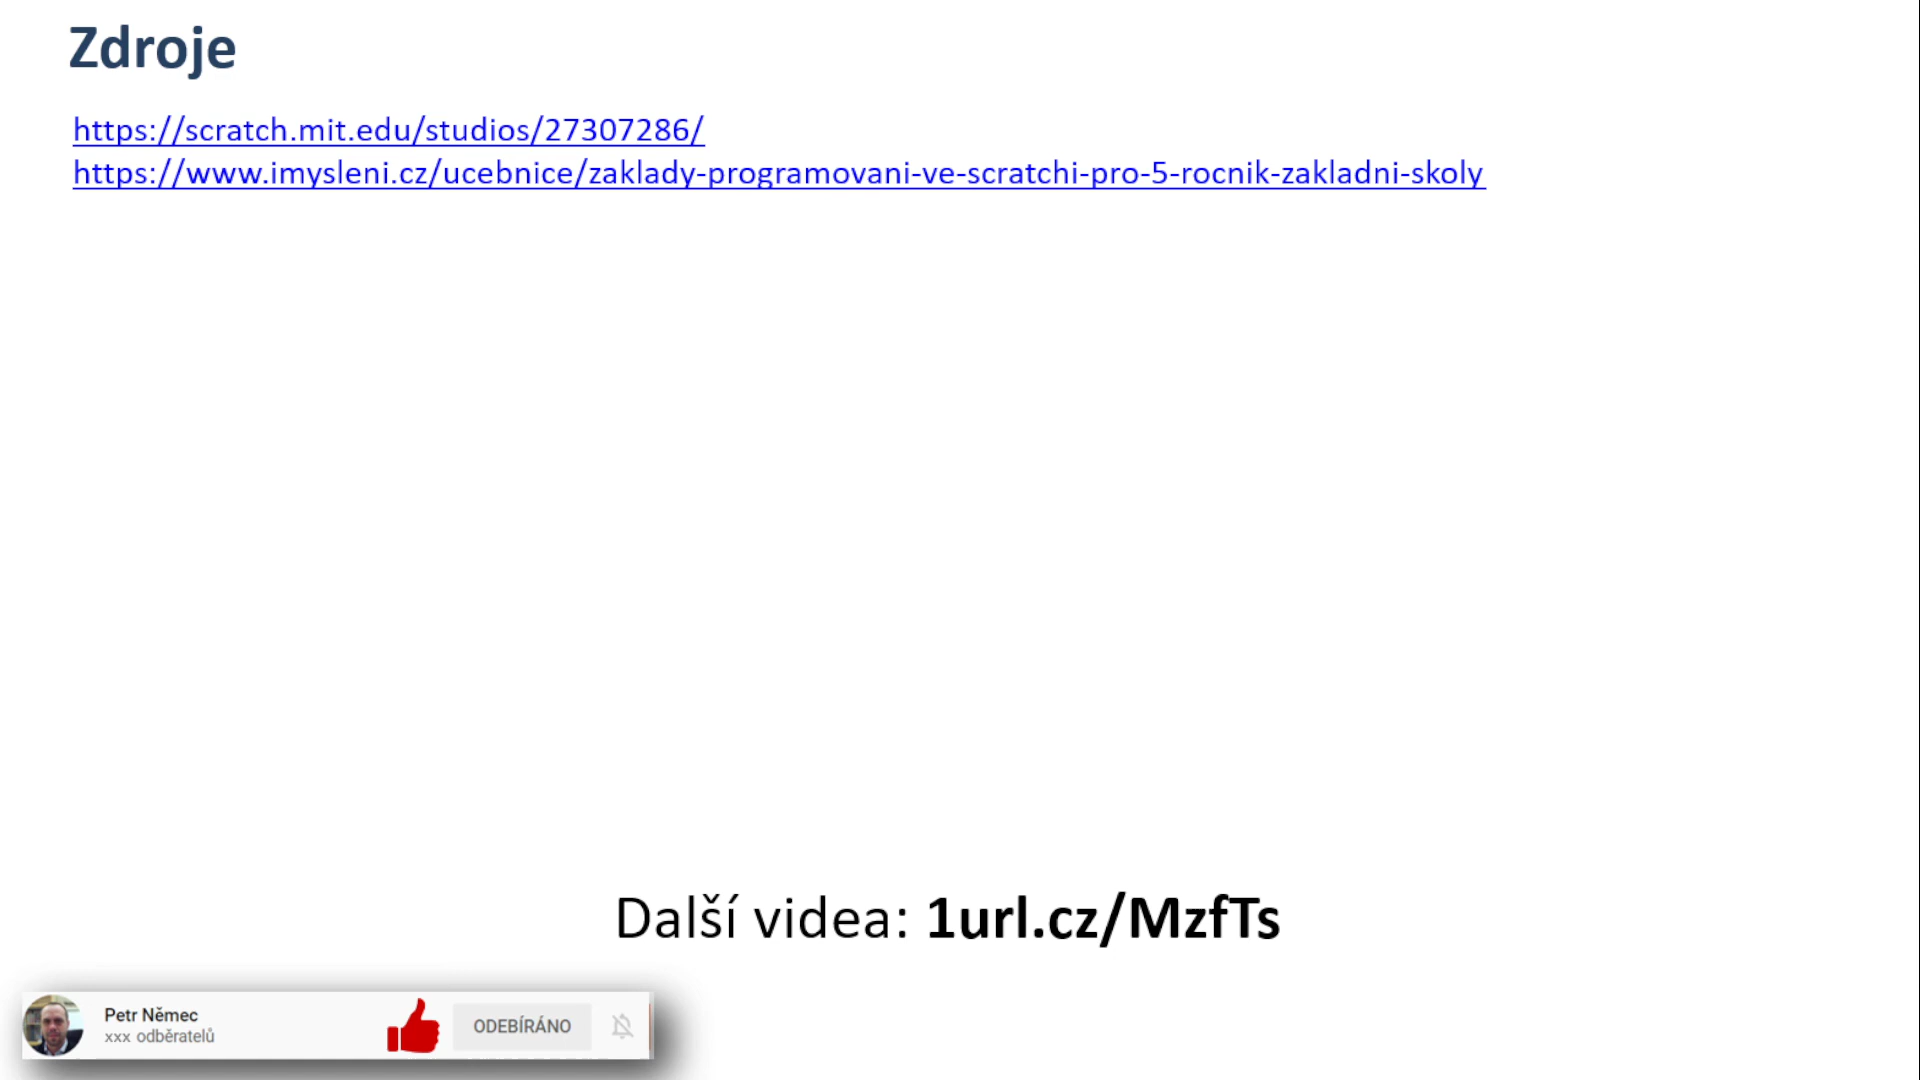 Zdroje
https://scratch.mit.edu/studios/27307286/
https://www.imysleni.cz/ucebnice/zaklady-programovani-ve-scratchi-pro-5-rocnik-zakladni-skoly
Další videa: 1url.cz/MzfTs
Petr Němec
xxx odběratelů
ODEBÍRÁNO